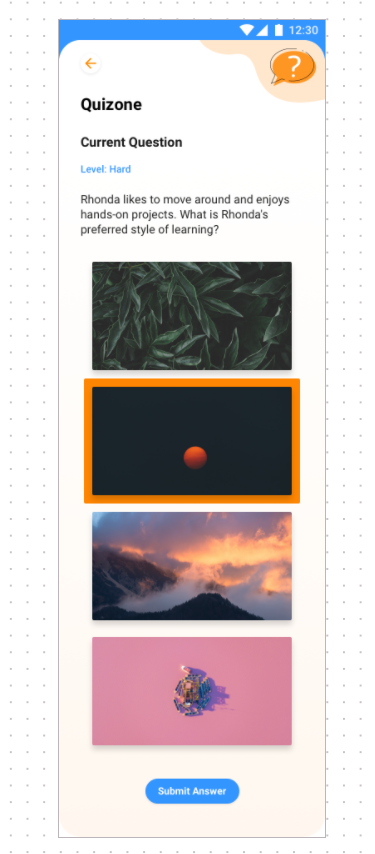 12:30
?
Quizone
Current Question
Level: Hard
Rhonda likes to move around and enjoys
hands-on projects. What is Rhonda's
preferred style of learning?
Submit Answer